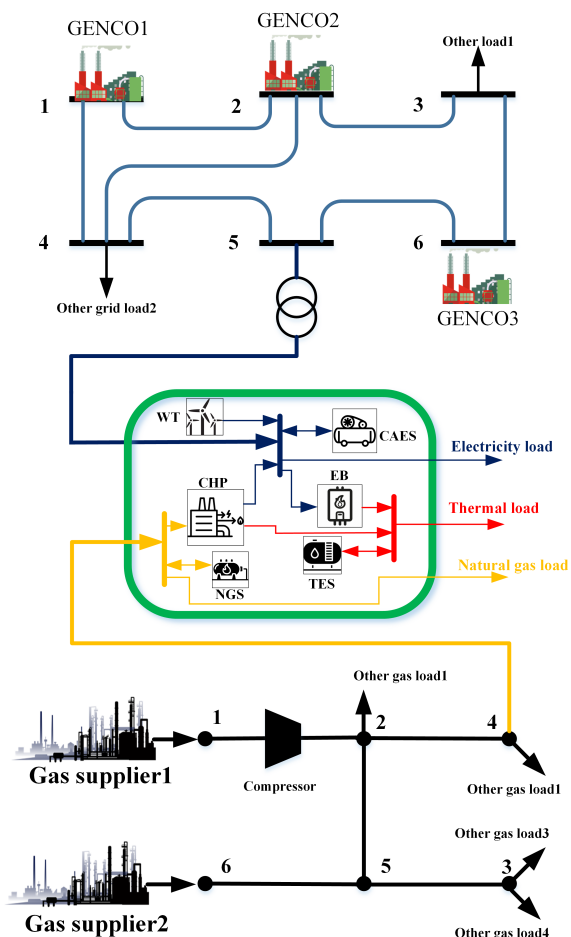 GENCO1
GENCO2
Other load1
1
2
3
4
5
6
Other grid load2
GENCO3
WT
CAES
Electricity load
CHP
EB
Thermal load
TES
NGS
Natural gas load
Other gas load1
1
2
4
Gas supplier1
Compressor
Other gas load1
Other gas load3
6
5
3
Gas supplier2
Other gas load4